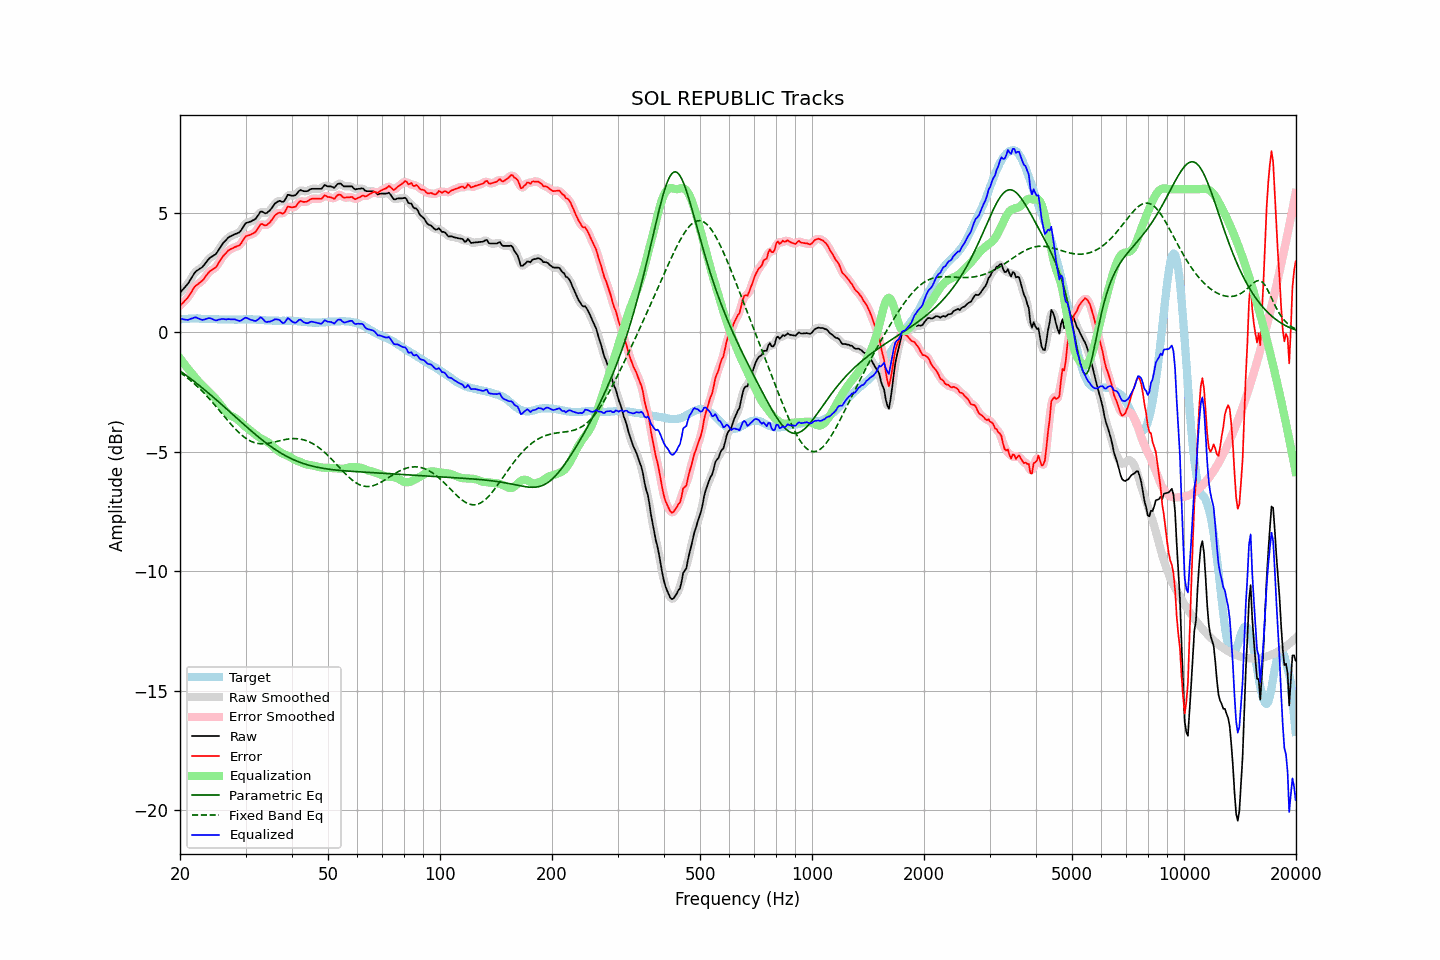 SOL REPUBLIC Tracks
Amplitude (dBr)
5
0
−5
−10
−15
−20
Target
Raw Smoothed
Error Smoothed
Raw
Error
Equalization
Parametric Eq
Fixed Band Eq
Equalized
20 50 100 200 500 1000 2000 5000 10000 20000
Frequency (Hz)